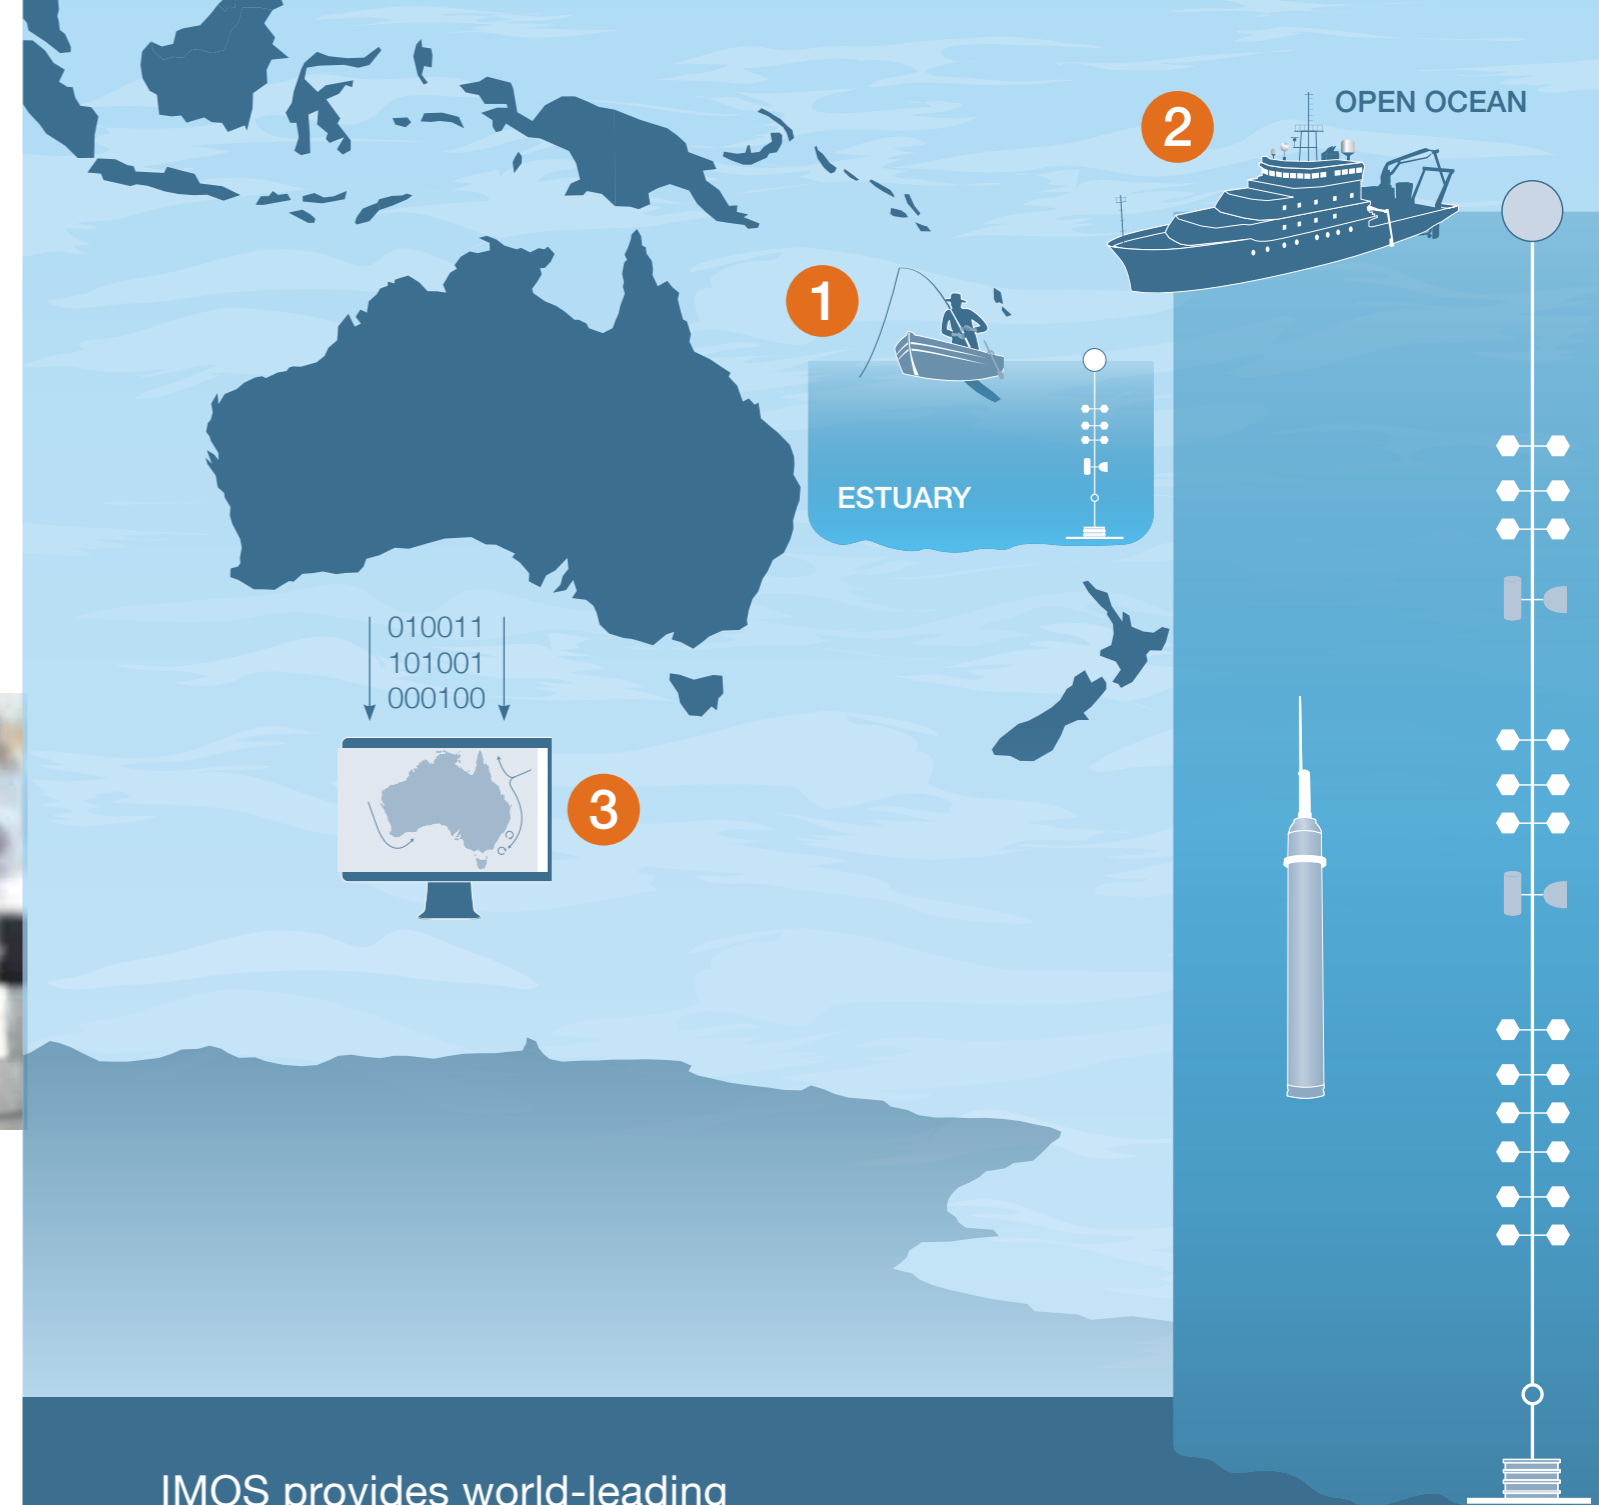 OPEN OCEAN
2
1
ESTUARY
010011
101001
000100
3
IMOS provides world-leading